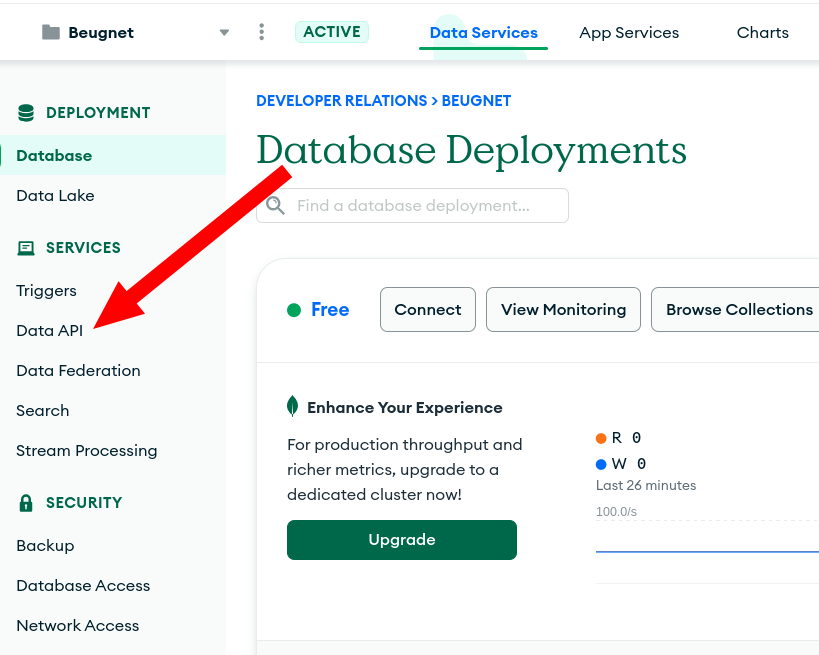 Beugnet
ACTIVE
Data Services
App Services
Charts
DEPLOYMENT
Database
Data Lake
SERVICES
Triggers
Data API
Data Federation
Search
Stream Processing
SECURITY
Backup
Database Access
Network Access
DEVELOPER RELATIONS > BEUGNET
Database Deployments
Find a database deployment...
Free
Connect
View Monitoring
Browse Collections
Enhance Your Experience
For production throughput and
richer metrics, upgrade to a
dedicated cluster now!
Upgrade
R 0
W 0
Last 26 minutes
100.0/s